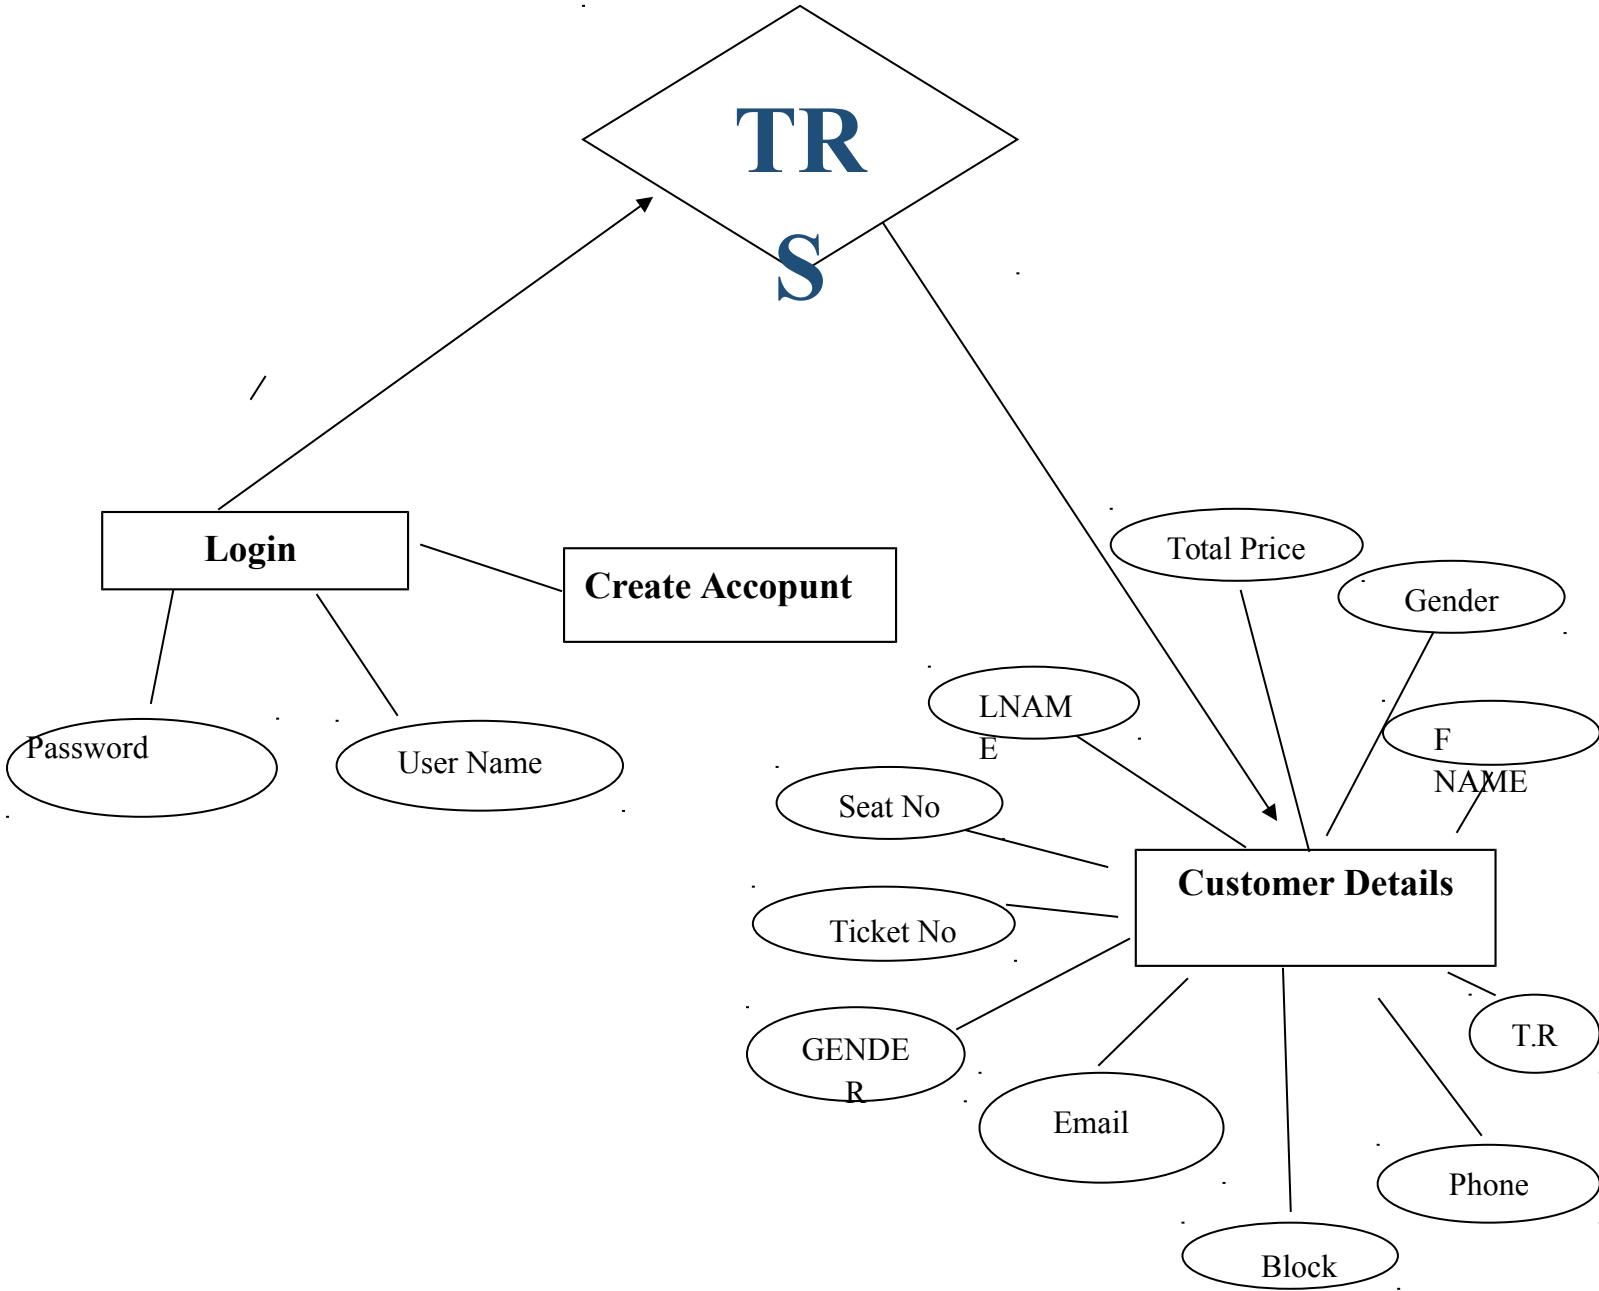 TR
S
Login
Create Accopunt
Total Price
Gender
LNAM
E
F
NAME
Password
User Name
Seat No
Customer Details
Ticket No
GENDE
R
T.R
Email
Phone
Block